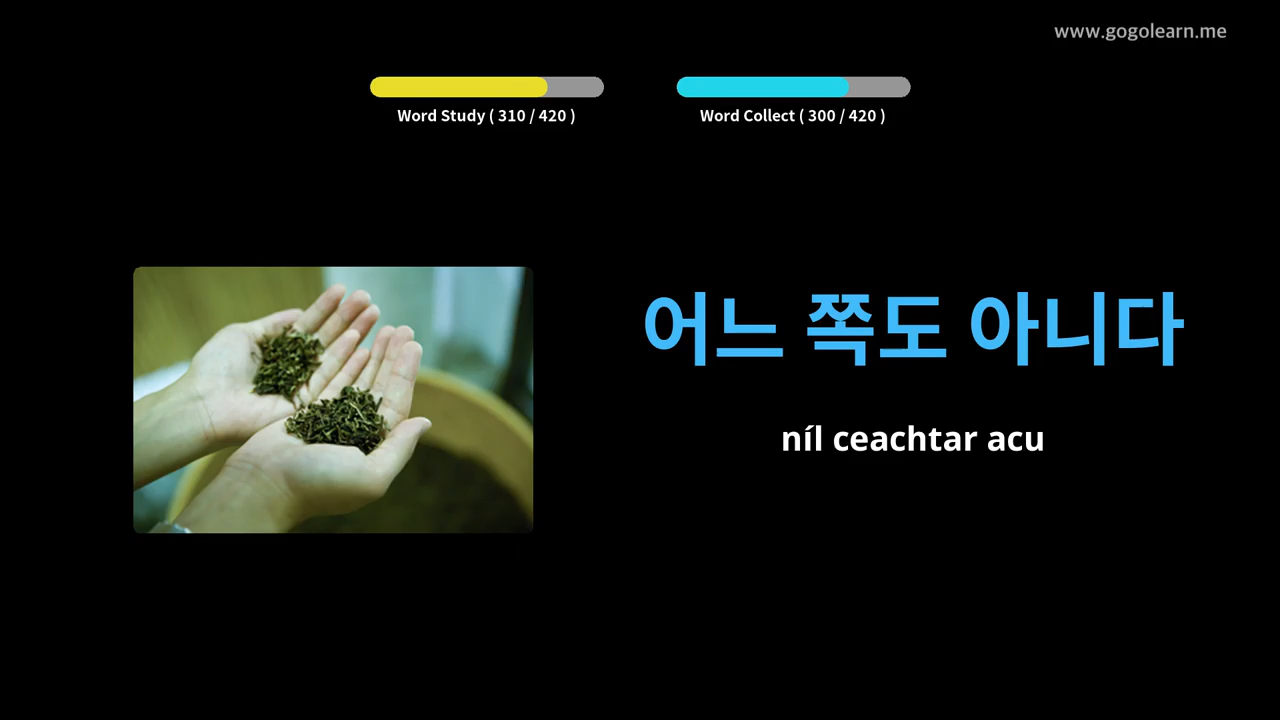 www.gogolearn.me
Word Study ( 310 / 420 )
Word Collect ( 300 / 420 )
어느 쪽도 아니다
níl ceachtar acu